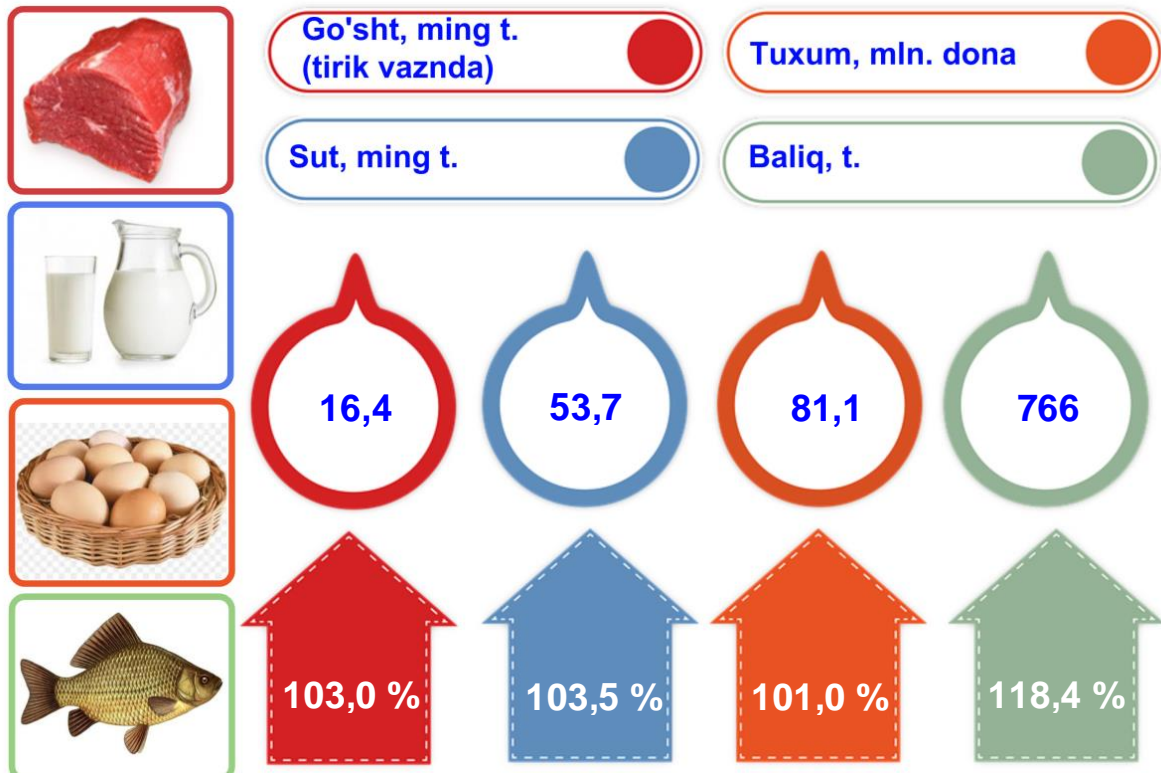 Go'sht, ming t.
(tirik vaznda)
Tuxum, mln. dona
Sut, ming t.
Baliq, t.
16,4
53,7
81,1
766
103,0 %
103,5 %
101,0 %
118,4 %